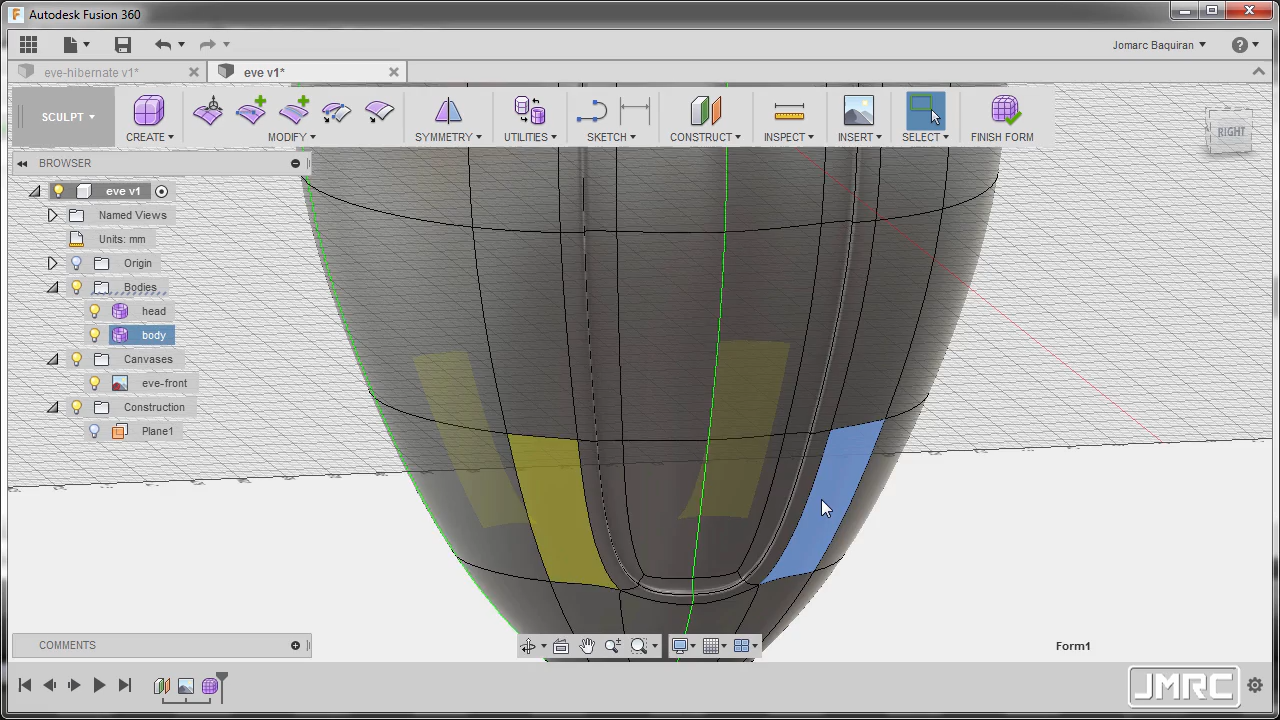 Autodesk Fusion 360
Jomarc Baquiran
eve-hibernate v1*
eve v1*
SCULPT
CREATE
MODIFY
SYMMETRY
UTILITIES
SKETCH
CONSTRUCT
INSPECT
INSERT
SELECT
FINISH FORM
RIGHT
BROWSER
eve v1
Named Views
Units: mm
Origin
Bodies
head
body
Canvases
eve-front
Construction
Plane1
COMMENTS
Form1
JMRC